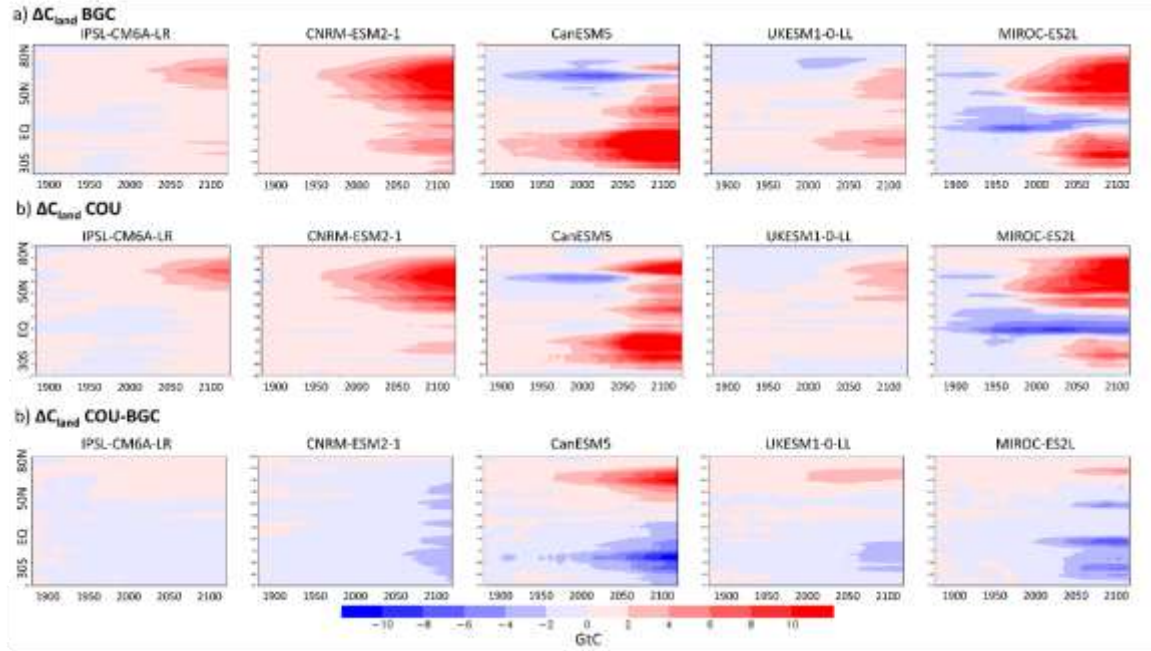 a) ΔCland BGC
IPSL-CM6A-LR CNRM-ESM2-1 CanESM5 UKESM1-0-LL MIROC-ES2L
80N
50N
EQ
30S
1900 1950 2000 2050 2100 1900 1950 2000 2050 2100 1900 1950 2000 2050 2100 1900 1950 2000 2050 2100 1900 1950 2000 2050 2100
b) ΔCland COU
IPSL-CM6A-LR CNRM-ESM2-1 CanESM5 UKESM1-0-LL MIROC-ES2L
80N
50N
EQ
30S
1900 1950 2000 2050 2100 1900 1950 2000 2050 2100 1900 1950 2000 2050 2100 1900 1950 2000 2050 2100 1900 1950 2000 2050 2100
b) ΔCland COU-BGC
IPSL-CM6A-LR CNRM-ESM2-1 CanESM5 UKESM1-0-LL MIROC-ES2L
80N
50N
EQ
30S
1900 1950 2000 2050 2100 1900 1950 2000 2050 2100 1900 1950 2000 2050 2100 1900 1950 2000 2050 2100 1900 1950 2000 2050 2100
−10 −8 −6 −4 −2 0 2 4 6 8 10
GtC